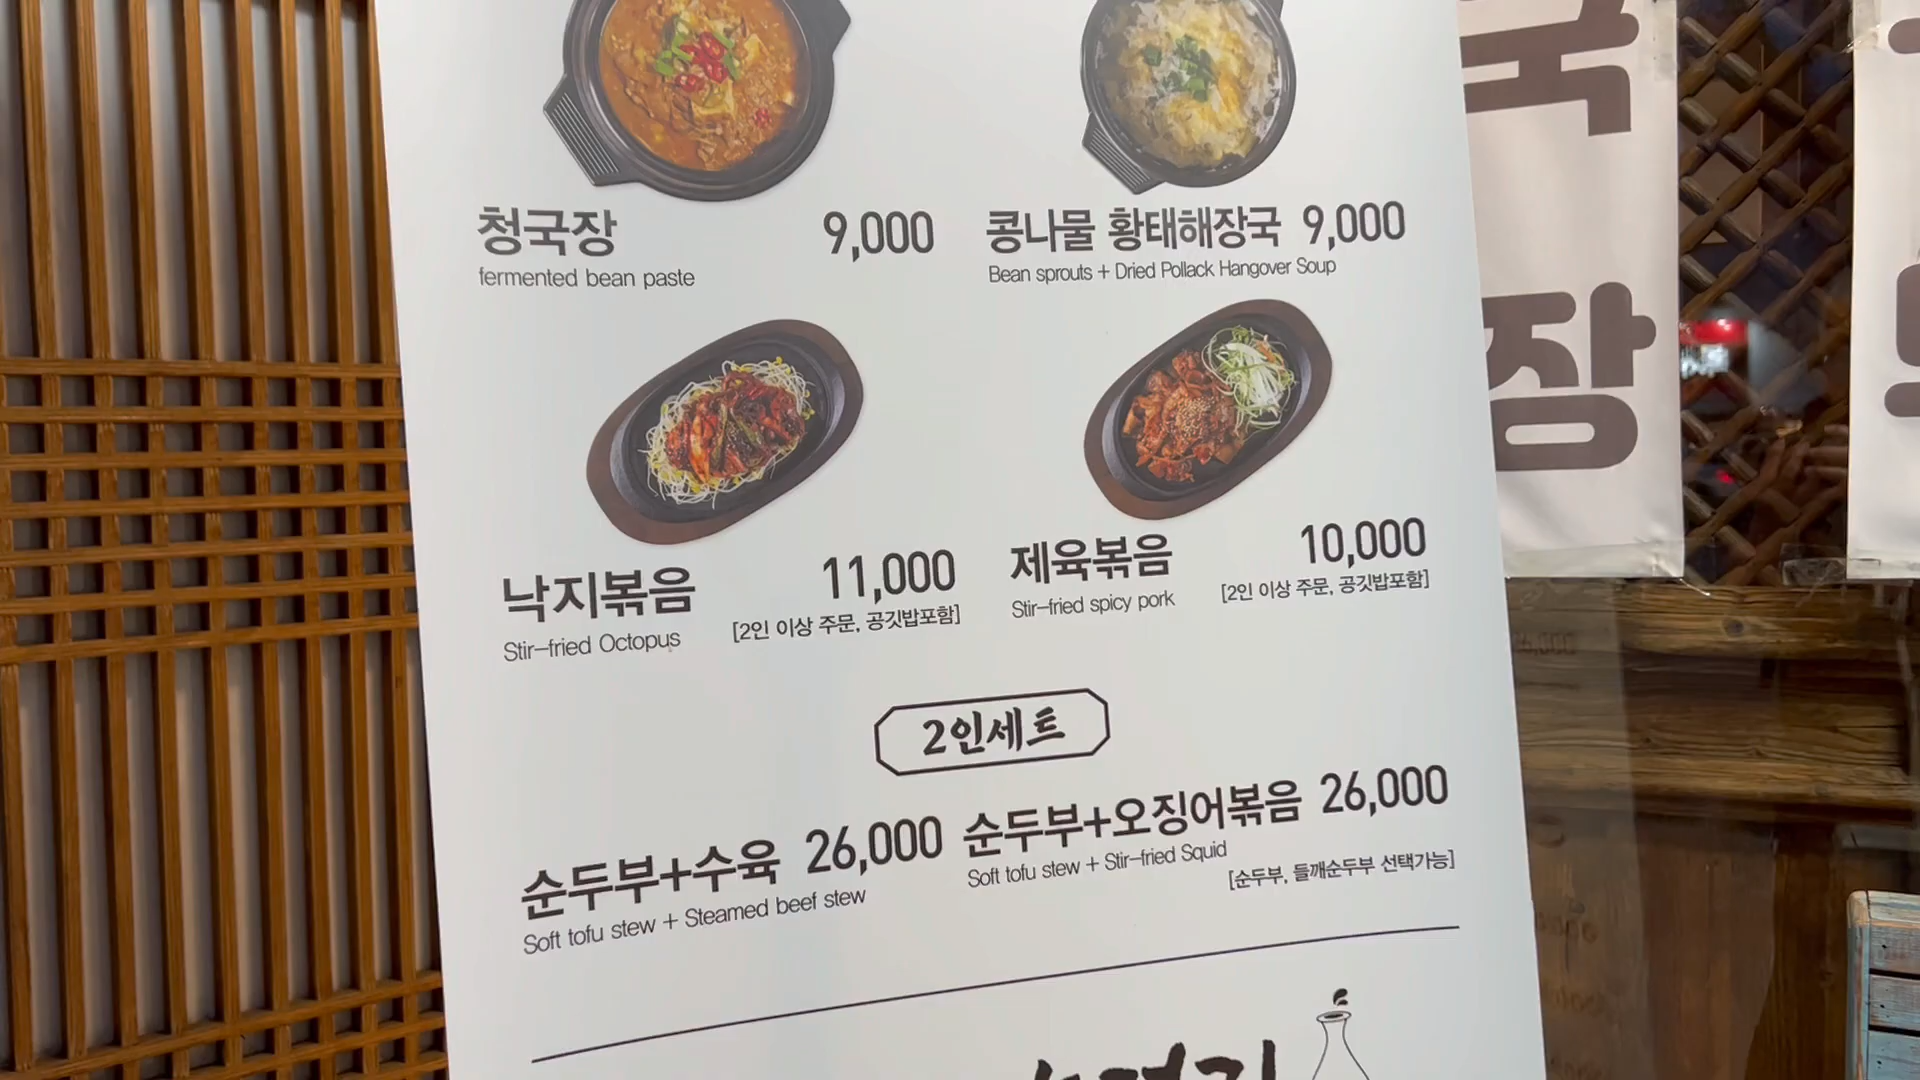 청국장 9,000
fermented bean paste
콩나물 황태해장국 9,000
Bean sprouts + Dried Pollack Hangover Soup
낙지볶음 11,000
Stir-fried Octopus [2인 이상 주문, 공깃밥포함]
제육볶음 10,000
Stir-fried spicy pork [2인 이상 주문, 공깃밥포함]
2인세트
순두부+수육 26,000
Soft tofu stew + Steamed beef stew
순두부+오징어볶음 26,000
Soft tofu stew + Stir-fried Squid
[순두부, 들깨순두부 선택가능]
국
장